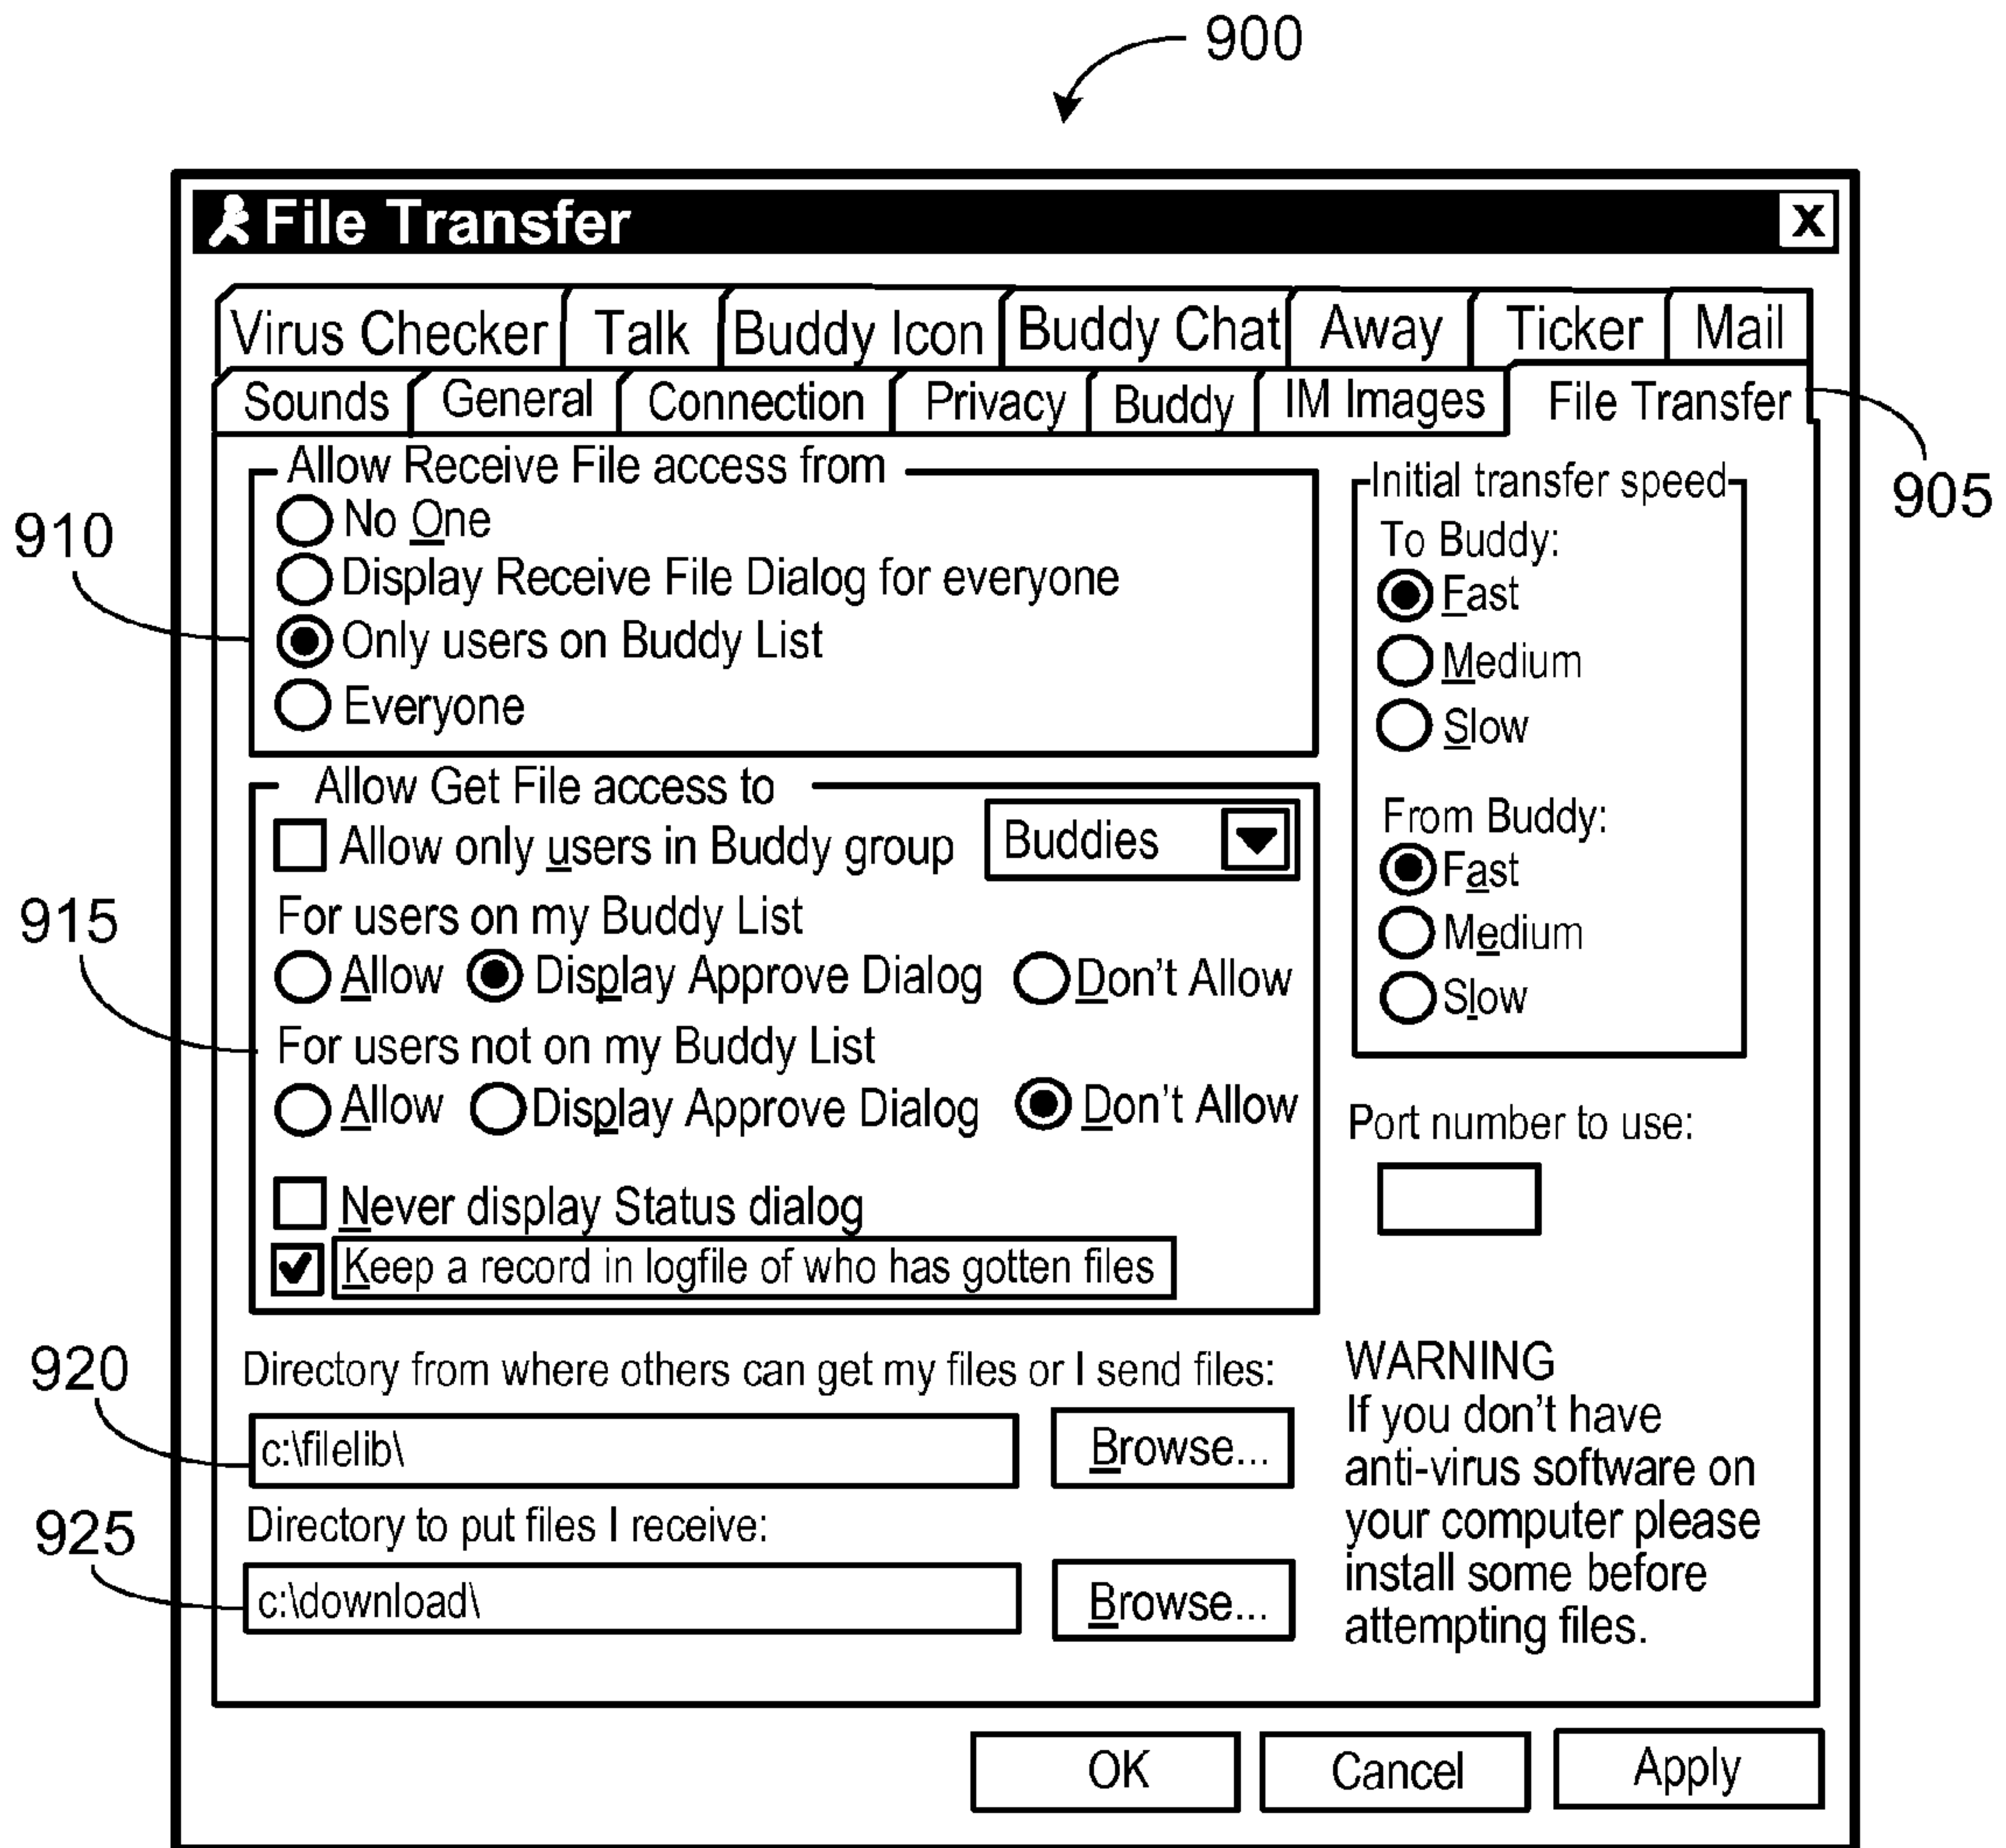 900
File Transfer X
Virus Checker Talk Buddy Icon Buddy Chat Away Ticker Mail
Sounds General Connection Privacy Buddy IM Images File Transfer
905
910
Allow Receive File access from
No One
Display Receive File Dialog for everyone
Only users on Buddy List
Everyone
Initial transfer speed
To Buddy:
Fast
Medium
Slow
From Buddy:
Fast
Medium
Slow
915
Allow Get File access to
Allow only users in Buddy group Buddies
For users on my Buddy List
Allow Display Approve Dialog Don't Allow
For users not on my Buddy List
Allow Display Approve Dialog Don't Allow
Never display Status dialog
Keep a record in logfile of who has gotten files
Port number to use:
920
Directory from where others can get my files or I send files:
c:\filelib\ Browse...
925
Directory to put files I receive:
c:\download\ Browse...
WARNING
If you don't have
anti-virus software on
your computer please
install some before
attempting files.
OK Cancel Apply